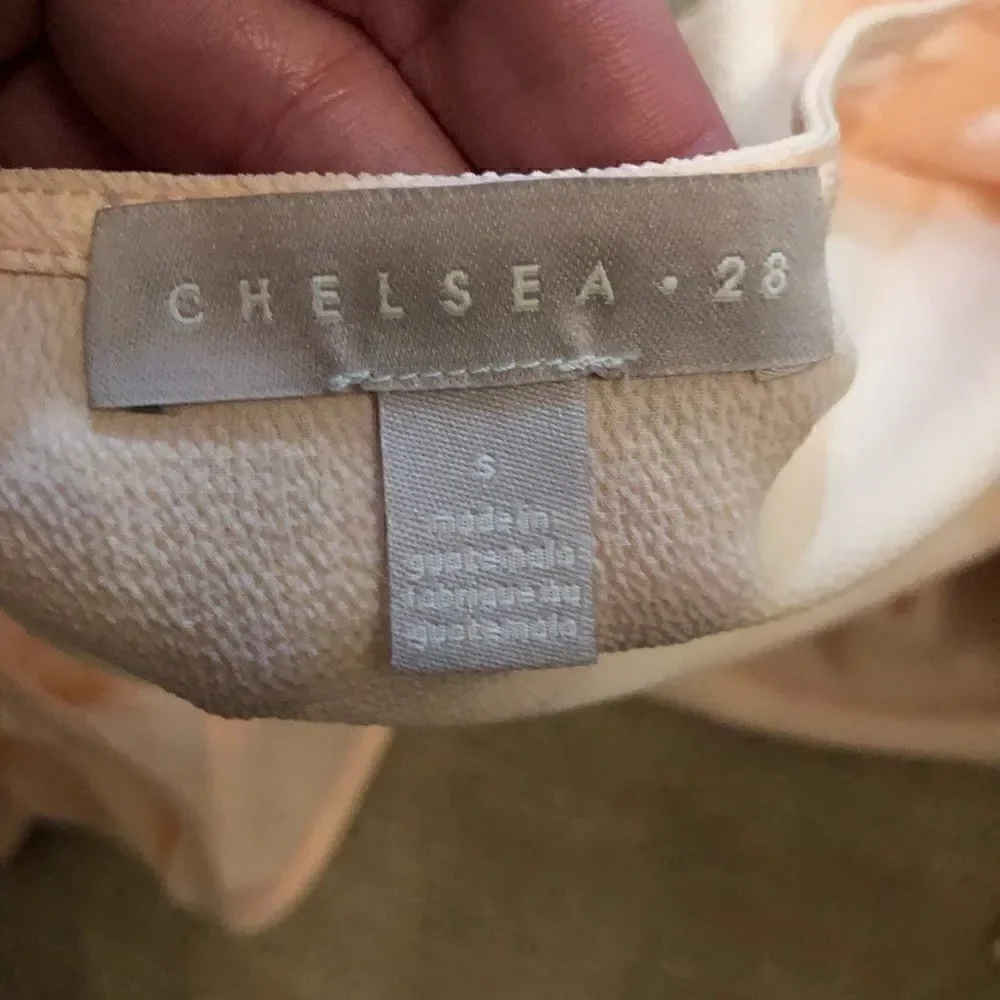 CHELSEA • 28
S
made in
guatemala
fabriqué au
guatemala